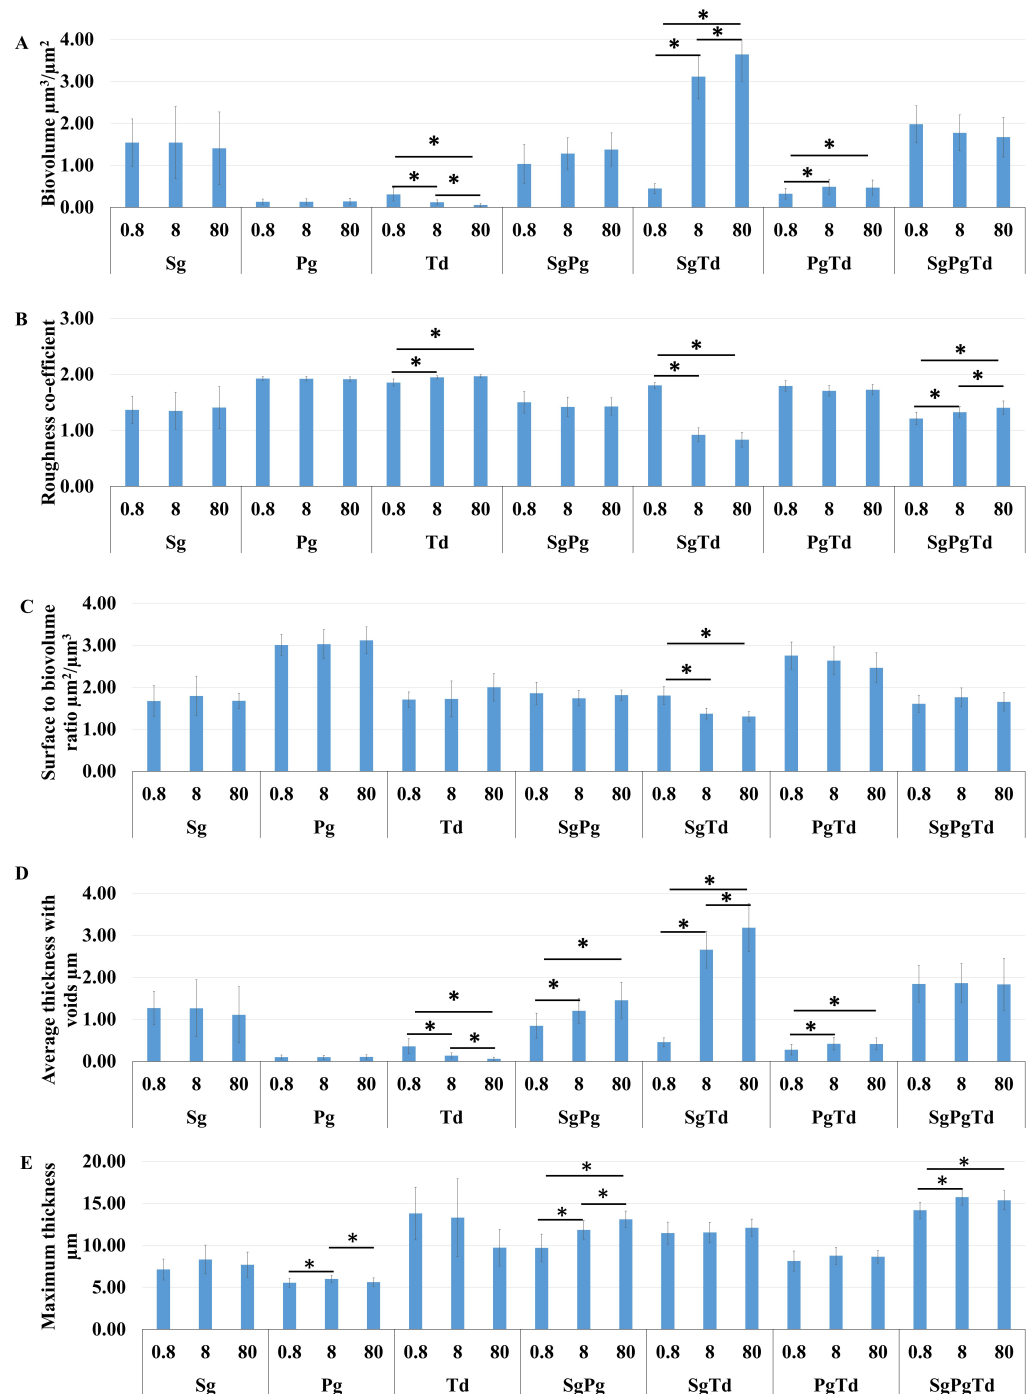 A
Biovolume µm³/µm²
4.00
* * * *
3.00
2.00
1.00
* * * * *
0.00
0.8 8 80 0.8 8 80 0.8 8 80 0.8 8 80 0.8 8 80 0.8 8 80 0.8 8 80
Sg Pg Td SgPg SgTd PgTd SgPgTd
B
Roughness co-efficient
3.00
* * *
2.00
* * * *
1.00
0.00
0.8 8 80 0.8 8 80 0.8 8 80 0.8 8 80 0.8 8 80 0.8 8 80 0.8 8 80
Sg Pg Td SgPg SgTd PgTd SgPgTd
C
Surface to biovolume
ratio µm²/µm³
4.00
3.00
*
2.00
*
1.00
0.00
0.8 8 80 0.8 8 80 0.8 8 80 0.8 8 80 0.8 8 80 0.8 8 80 0.8 8 80
Sg Pg Td SgPg SgTd PgTd SgPgTd
D
Average thickness with
voids µm
4.00
* * *
3.00
*
2.00
* * *
1.00
* * *
0.00
0.8 8 80 0.8 8 80 0.8 8 80 0.8 8 80 0.8 8 80 0.8 8 80 0.8 8 80
Sg Pg Td SgPg SgTd PgTd SgPgTd
E
Maximum thickness
µm
20.00
* *
15.00
* * *
10.00
* *
5.00
0.00
0.8 8 80 0.8 8 80 0.8 8 80 0.8 8 80 0.8 8 80 0.8 8 80 0.8 8 80
Sg Pg Td SgPg SgTd PgTd SgPgTd